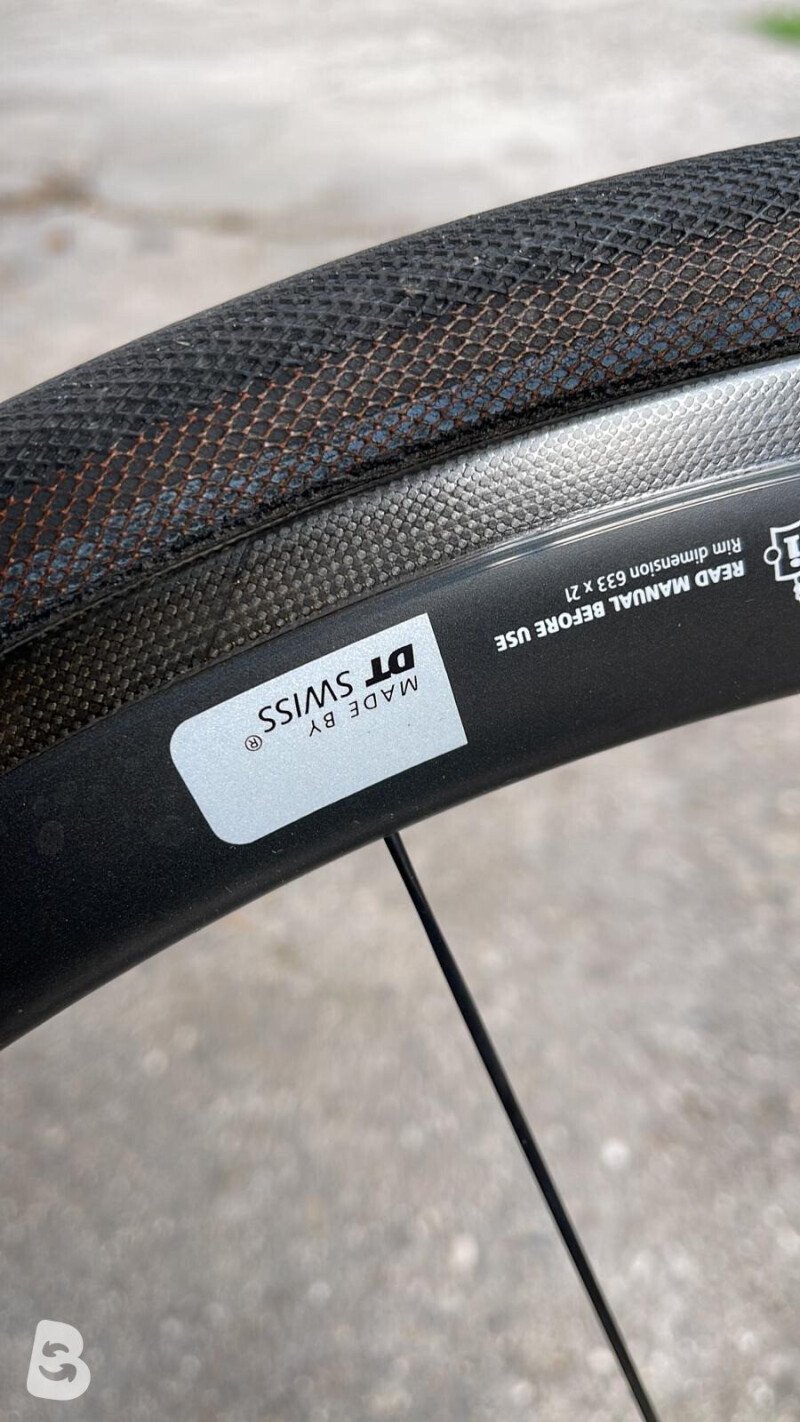 MADE BY
DT SWISS®
READ MANUAL BEFORE USE
Rim dimension 633 x 21
i
B